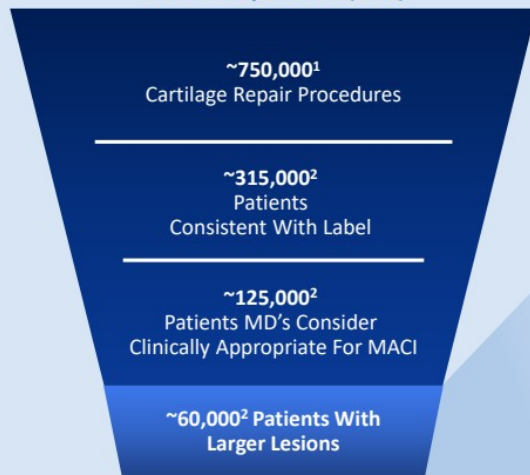 ~750,000¹
Cartilage Repair Procedures
~315,000²
Patients
Consistent With Label
~125,000²
Patients MD's Consider
Clinically Appropriate For MACI
~60,000² Patients With
Larger Lesions